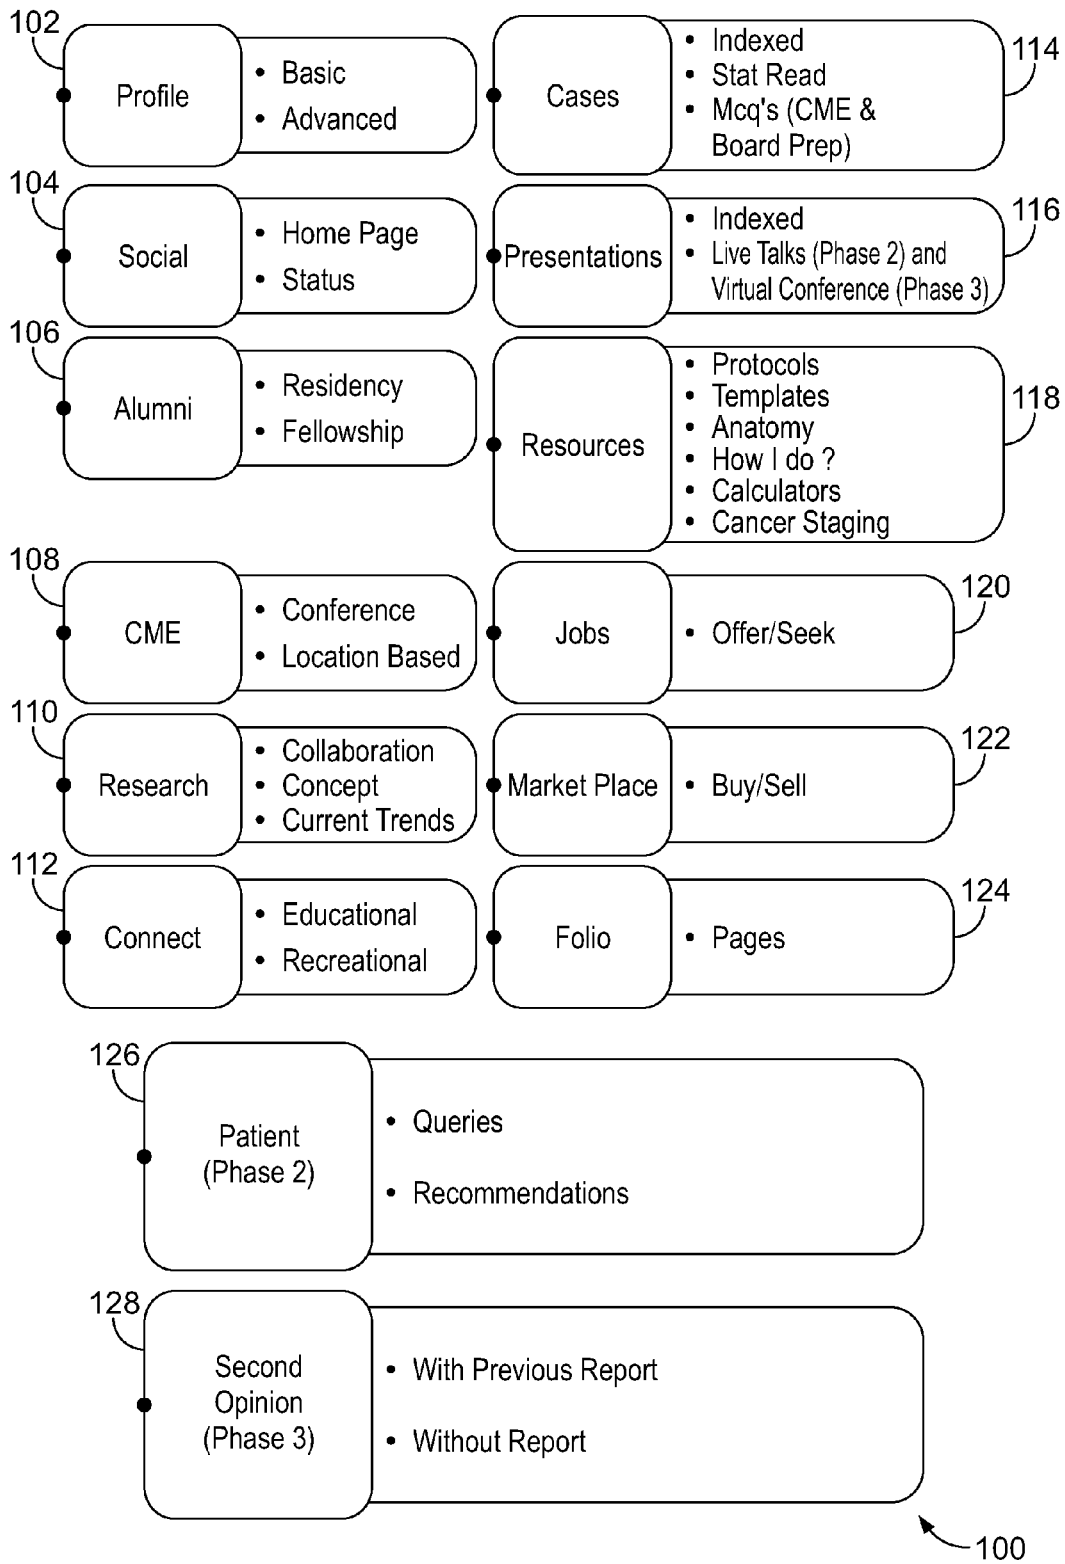 102
Profile
• Basic
• Advanced
Cases
• Indexed
• Stat Read
• Mcq's (CME &
Board Prep)
114
104
Social
• Home Page
• Status
Presentations
• Indexed
• Live Talks (Phase 2) and
Virtual Conference (Phase 3)
116
106
Alumni
• Residency
• Fellowship
Resources
• Protocols
• Templates
• Anatomy
• How I do ?
• Calculators
• Cancer Staging
118
108
CME
• Conference
• Location Based
Jobs
• Offer/Seek
120
110
Research
• Collaboration
• Concept
• Current Trends
Market Place
• Buy/Sell
122
112
Connect
• Educational
• Recreational
Folio
• Pages
124
126
Patient
(Phase 2)
• Queries
• Recommendations
128
Second
Opinion
(Phase 3)
• With Previous Report
• Without Report
100